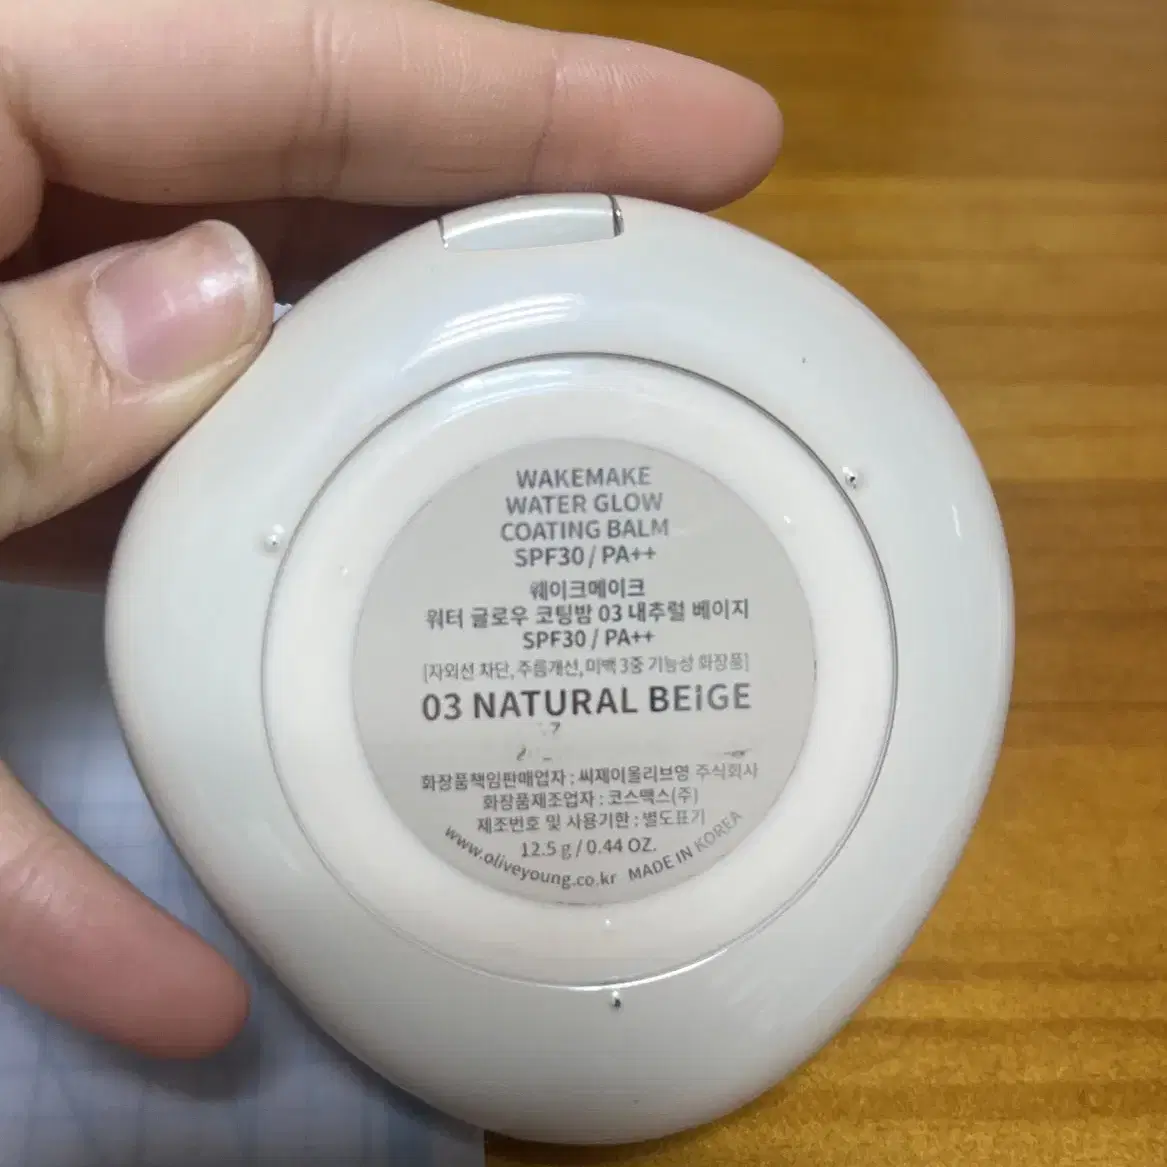 WAKEMAKE
WATER GLOW
COATING BALM
SPF30 / PA++
웨이크메이크
워터 글로우 코팅밤 03 내추럴 베이지
SPF30 / PA++
[자외선 차단, 주름개선, 미백 3중 기능성 화장품]
03 NATURAL BEIGE
화장품책임판매업자 : 씨제이올리브영 주식회사
화장품제조업자 : 코스맥스(주)
제조번호 및 사용기한 : 별도표기
12.5 g / 0.44 OZ.
www.oliveyoung.co.kr MADE IN KOREA